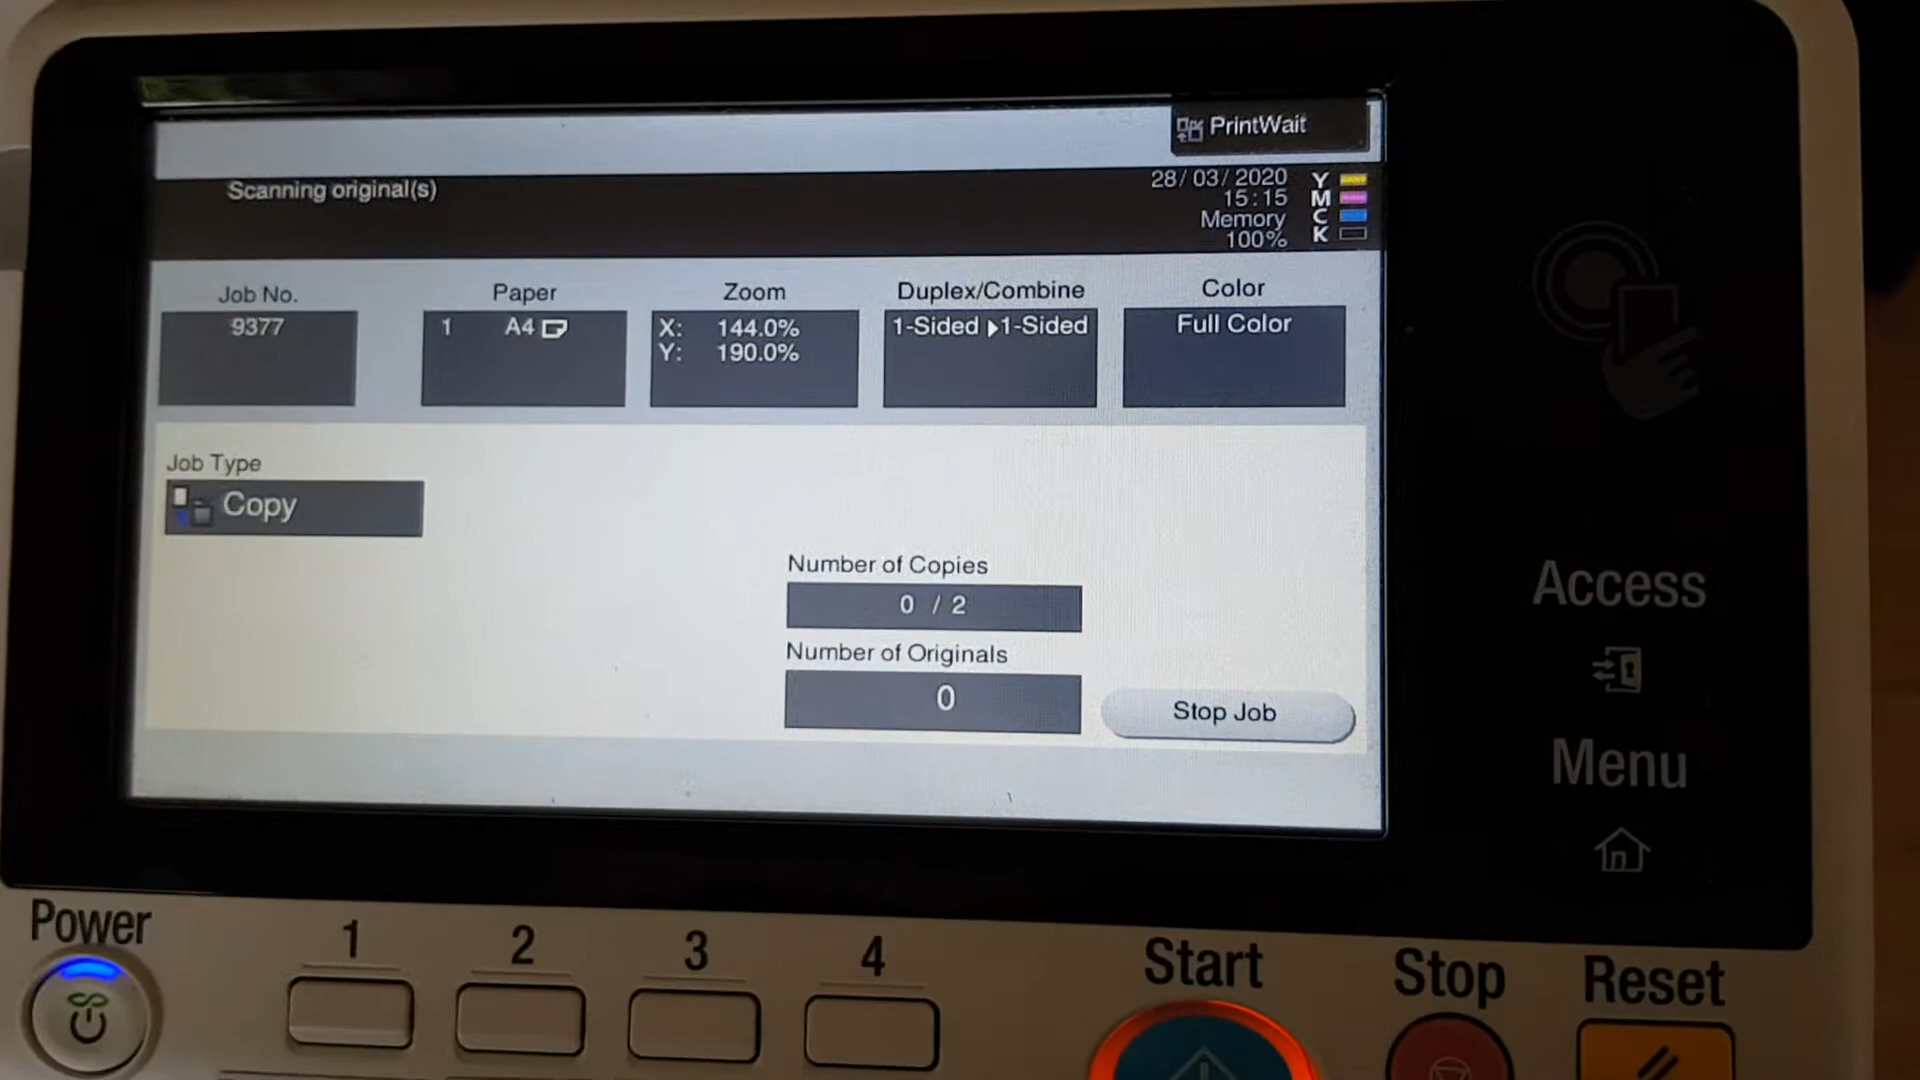 PrintWait
Scanning original(s)
28/03/2020
15:15
Memory
100%
Y
M
C
K
Job No.
9377
Paper
1 A4
Zoom
X: 144.0%
Y: 190.0%
Duplex/Combine
1-Sided ▶1-Sided
Color
Full Color
Job Type
Copy
Number of Copies
0 / 2
Number of Originals
0
Stop Job
Access
Menu
Power
1
2
3
4
Start
Stop
Reset